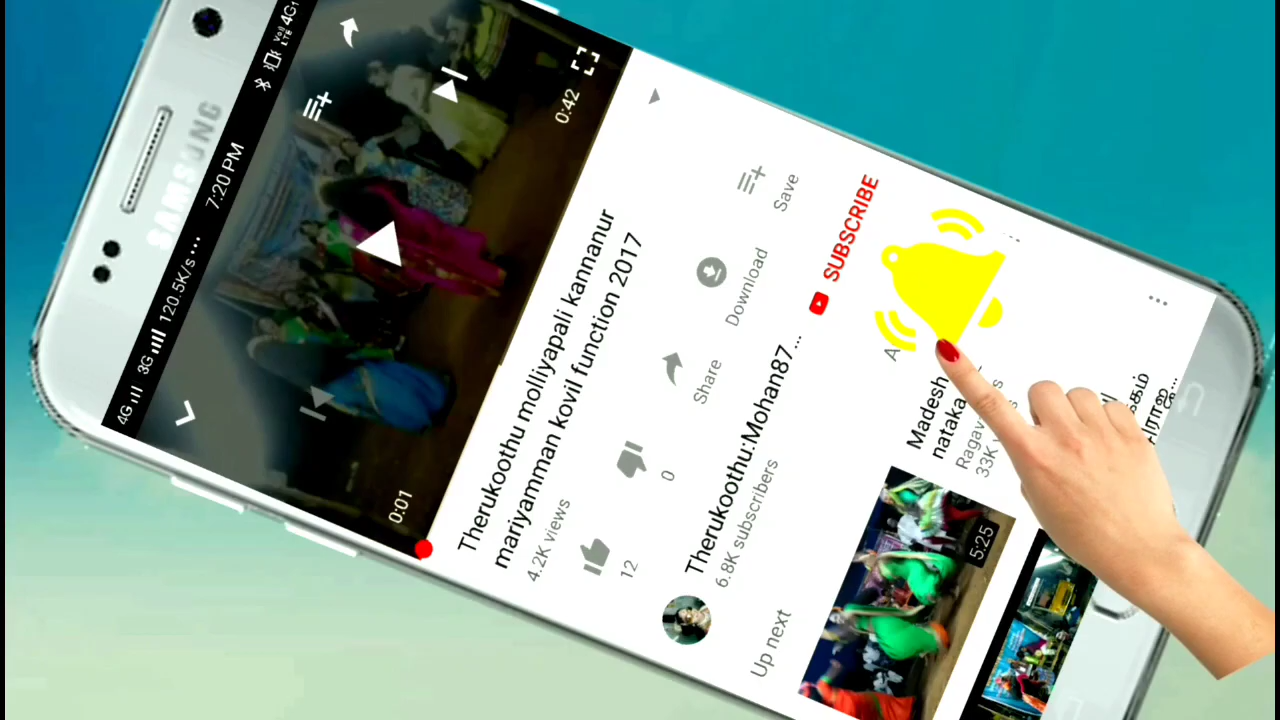 SAMSUNG
4G 3G 120.5K/s ... 7:20 PM VoLTE 4G
0:01
0:42
Therukoothu molliyapali kannanur
mariyamman kovil function 2017
4.2K views
12
0
Share
Download
Save
Therukoothu:Mohan87...
6.8K subscribers
SUBSCRIBE
Up next
A
5:25
Madesh
nataka
Ragav
33K